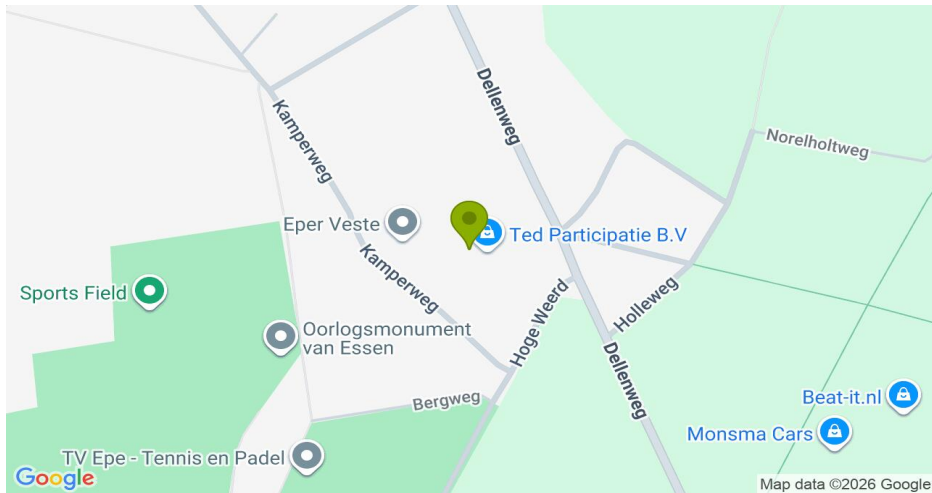 Dellenweg
Kamperweg
Norelholtweg
Eper Veste
Ted Participatie B.V
Kamperweg
Sports Field
Holleweg
Hoge Weerd
Oorlogsmonument
van Essen
Dellenweg
Bergweg
Beat-it.nl
Monsma Cars
TV Epe - Tennis en Padel
Google
Map data ©2026 Google